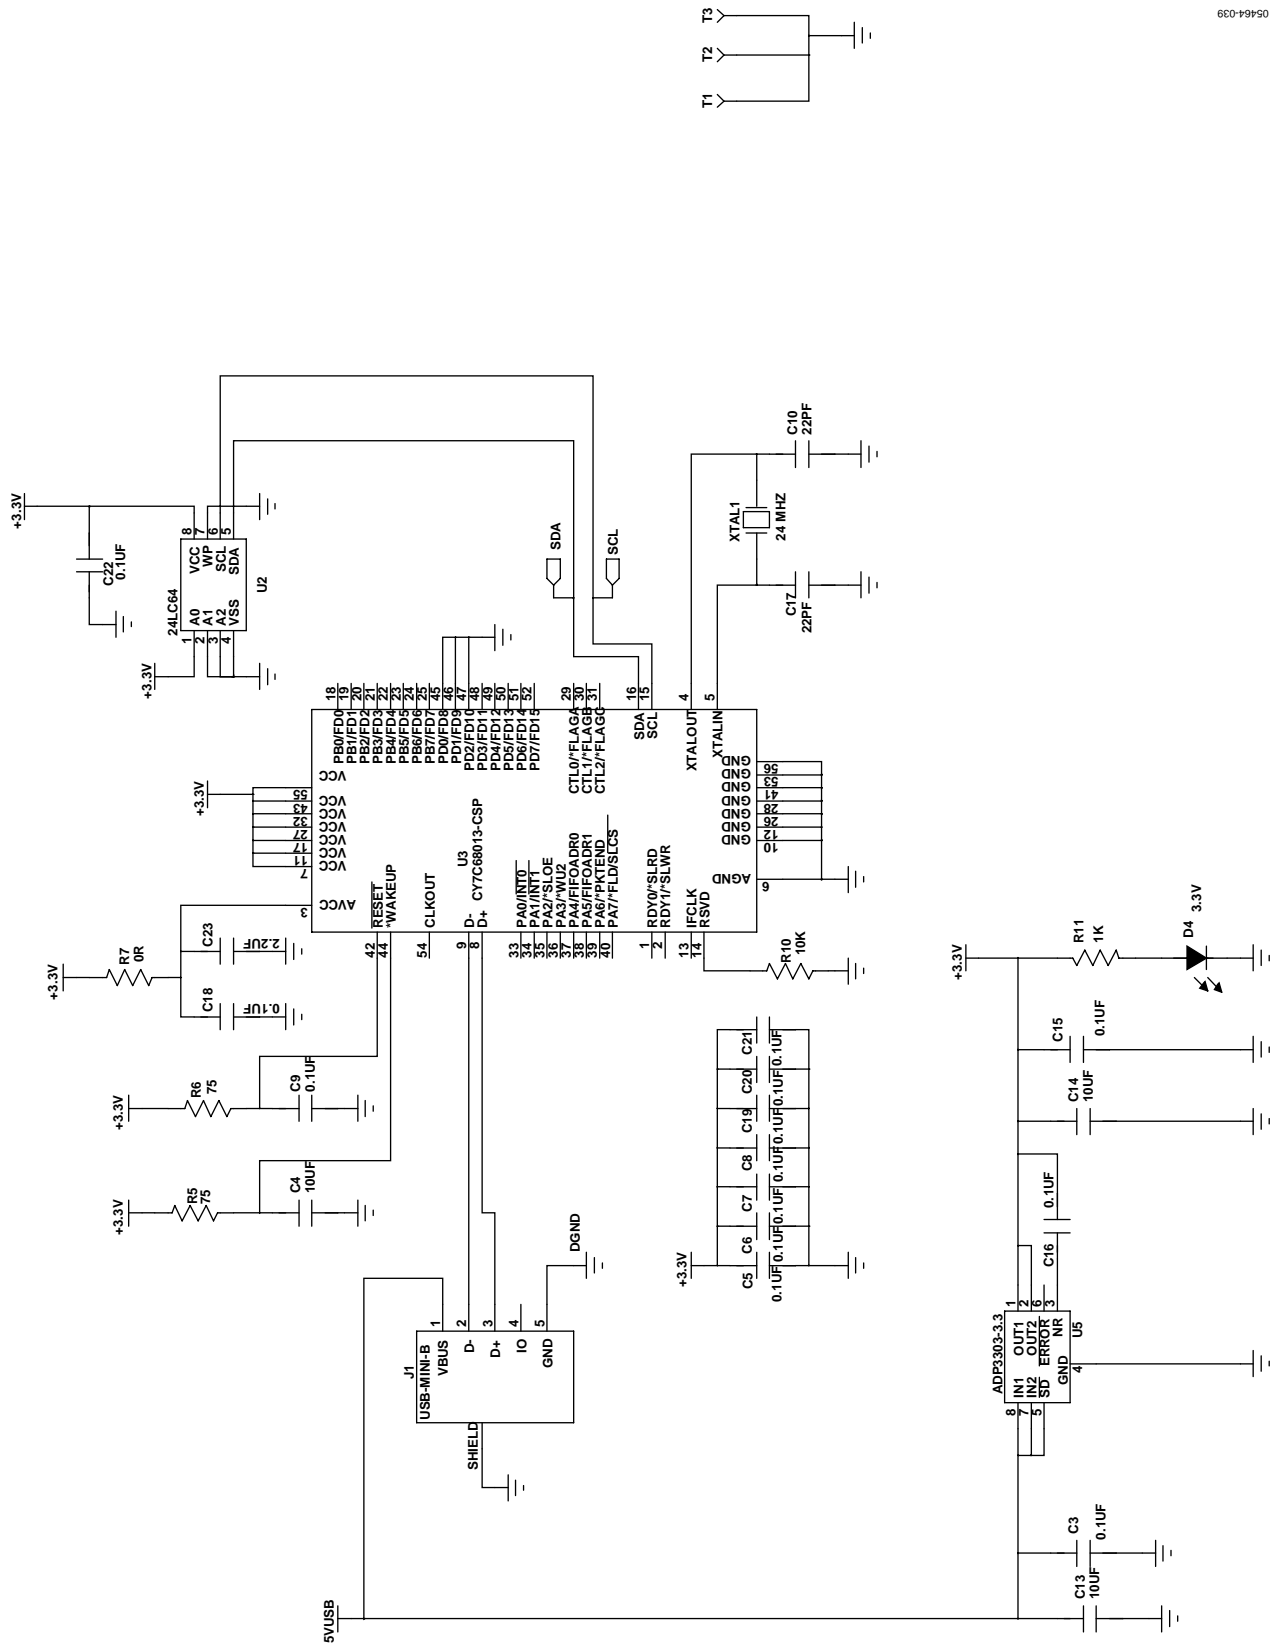 05464-039
T3
T2
T1
+3.3V
C22
0.1UF
24LC64
U2
A0
A1
A2
VSS
VCC
WP
SCL
SDA
1
2
3
4
8
7
6
5
+3.3V
SDA
SCL
C10
22PF
XTAL1
24 MHZ
C17
22PF
+3.3V
VCC
VCC
VCC
VCC
VCC
VCC
VCC
55
43
32
27
17
11
7
AVCC
3
U3
CY7C68013-CSP
18
19
20
21
22
23
24
25
45
46
47
48
49
50
51
52
PB0/FD0
PB1/FD1
PB2/FD2
PB3/FD3
PB4/FD4
PB5/FD5
PB6/FD6
PB7/FD7
PD0/FD8
PD1/FD9
PD2/FD10
PD3/FD11
PD4/FD12
PD5/FD13
PD6/FD14
PD7/FD15
29
30
31
CTL0/*FLAGA
CTL1/*FLAGB
CTL2/*FLAGC
16
15
SDA
SCL
4
XTALOUT
5
XTALIN
GND
GND
GND
GND
GND
GND
GND
56
53
41
28
26
12
10
AGND
6
RESET
*WAKEUP
42
44
CLKOUT
54
D-
D+
9
8
PA0/INT0
PA1/INT1
PA2/*SLOE
PA3/*WU2
PA4/FIFOADR0
PA5/FIFOADR1
PA6/*PKTEND
PA7/*FLD/SLCS
33
34
35
36
37
38
39
40
RDY0/*SLRD
RDY1/*SLWR
1
2
IFCLK
RSVD
13
14
R10
10K
+3.3V
R7
0R
C23
2.2UF
C18
0.1UF
+3.3V
R6
75
C9
0.1UF
+3.3V
R5
75
C4
10UF
+3.3V
C21
0.1UF
C20
0.1UF
C19
0.1UF
C8
0.1UF
C7
0.1UF
C6
0.1UF
C5
0.1UF
J1
USB-MINI-B
VBUS
D-
D+
IO
GND
1
2
3
4
5
SHIELD
DGND
+3.3V
R11
1K
D4
3.3V
C15
0.1UF
C14
10UF
C16
0.1UF
ADP3303-3.3
U5
OUT1
OUT2
ERROR
NR
1
2
6
3
IN1
IN2
SD
8
7
5
GND
4
C3
0.1UF
C13
10UF
5VUSB